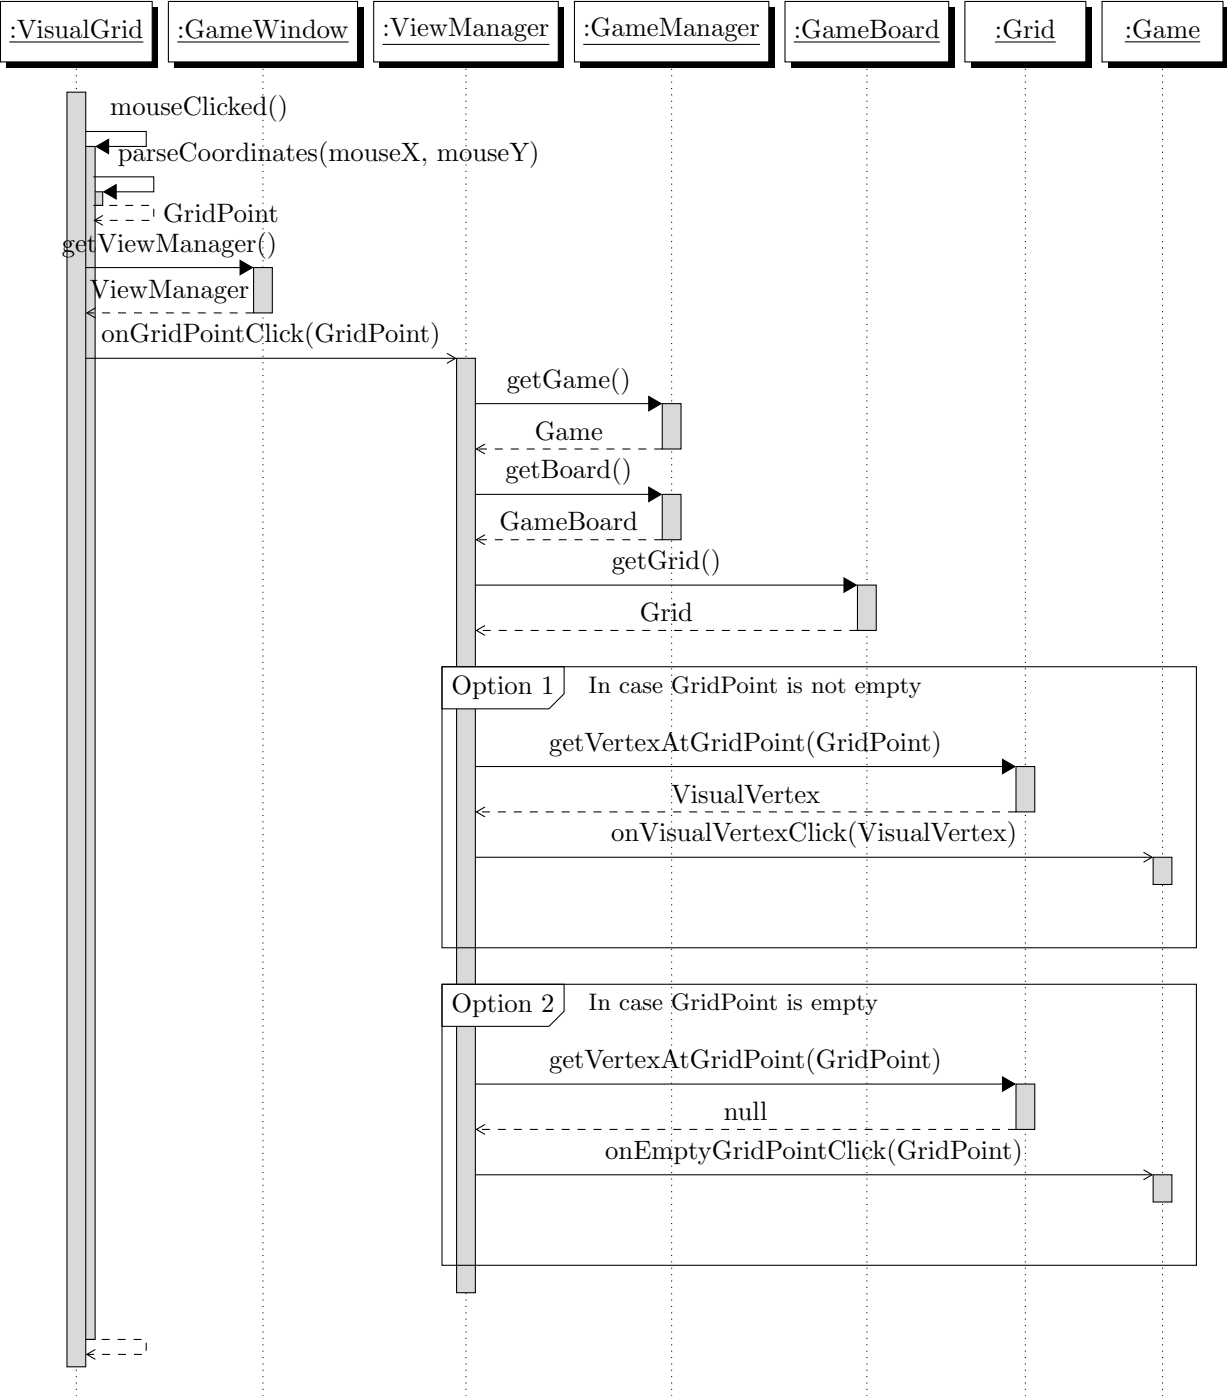 :VisualGrid
:GameWindow
:ViewManager
:GameManager
:GameBoard
:Grid
:Game
mouseClicked()
parseCoordinates(mouseX, mouseY)
GridPoint
getViewManager()
ViewManager
onGridPointClick(GridPoint)
getGame()
Game
getBoard()
GameBoard
getGrid()
Grid
Option 1
In case GridPoint is not empty
getVertexAtGridPoint(GridPoint)
VisualVertex
onVisualVertexClick(VisualVertex)
Option 2
In case GridPoint is empty
getVertexAtGridPoint(GridPoint)
null
onEmptyGridPointClick(GridPoint)